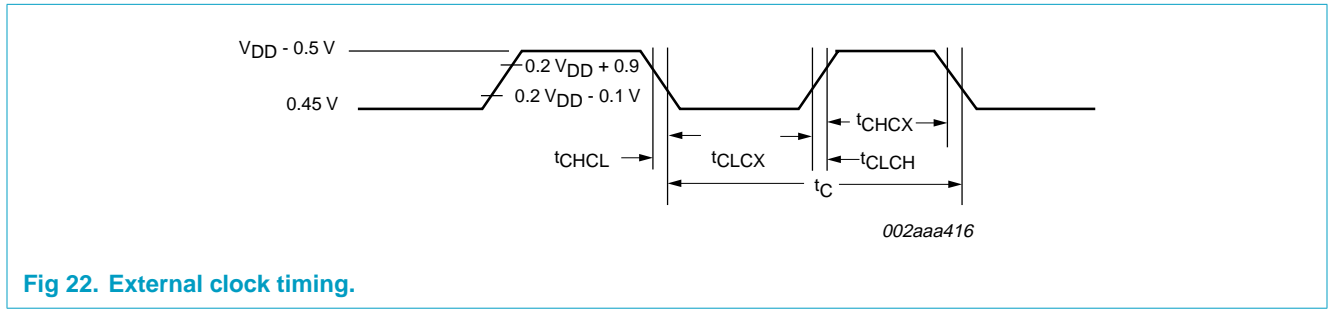 VDD - 0.5 V
0.2 VDD + 0.9
0.2 VDD - 0.1 V
0.45 V
tCHCX
tCHCL
tCLCX
tCLCH
tC
002aaa416
Fig 22. External clock timing.